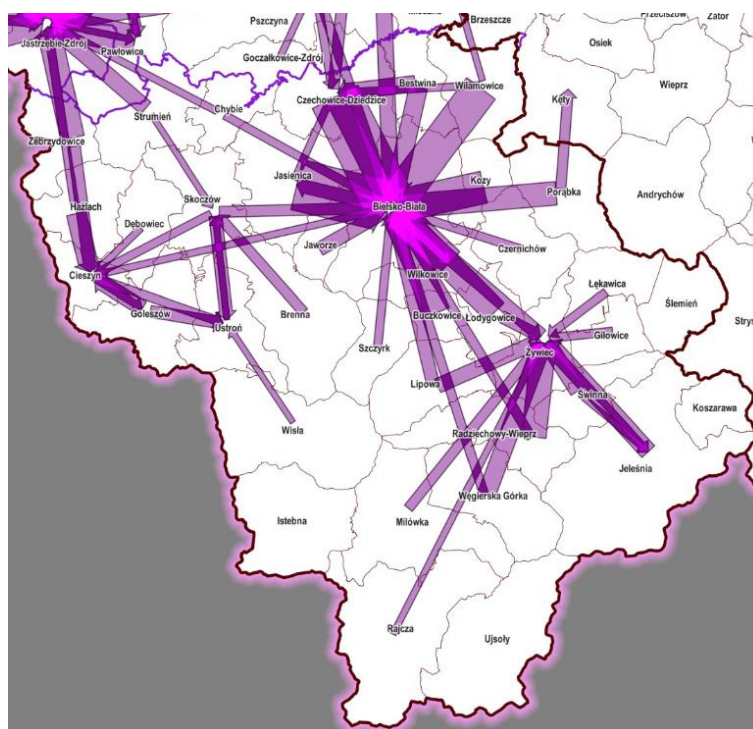 Pszczyna
Brzeszcze
Zator
Jastrzębie-Zdrój
Pawłowice
Osiek
Goczałkowice-Zdrój
Bestwina
Wilamowice
Wieprz
Czechowice-Dziedzice
Kęty
Strumień
Chybie
Zebrzydowice
Jasienica
Kozy
Porąbka
Andrychów
Skoczów
Hażlach
Bielsko-Biała
Dębowiec
Jaworze
Czernichów
Cieszyn
Wilkowice
Łękawica
Ślemień
Goleszów
Brenna
Buczkowice
Łodygowice
Ustroń
Gilowice
Szczyrk
Żywiec
Lipowa
Świnna
Koszarawa
Wisła
Radziechowy-Wieprz
Jeleśnia
Węgierska Górka
Istebna
Milówka
Rajcza
Ujsoły